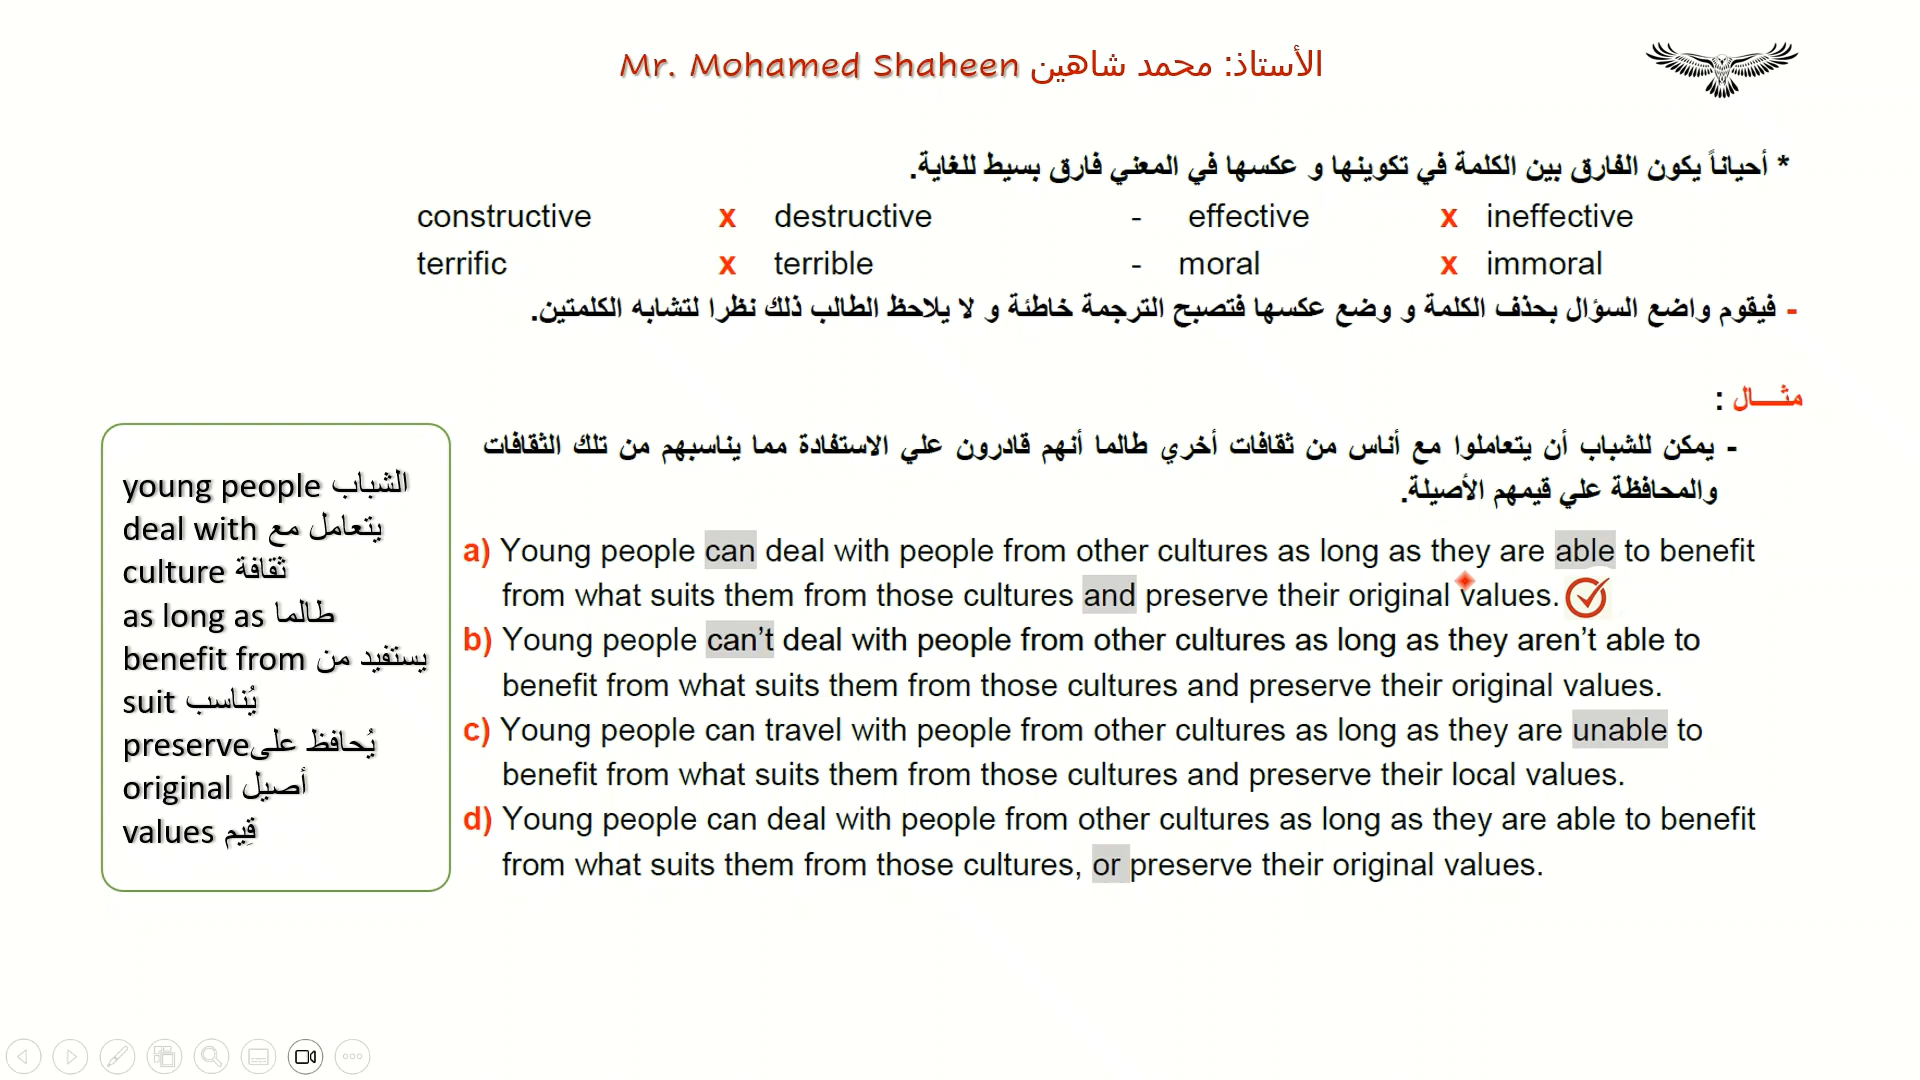 Mr. Mohamed Shaheen الأستاذ: محمد شاهين
* أحياناً يكون الفارق بين الكلمة في تكوينها و عكسها في المعني فارق بسيط للغاية.
constructive x destructive - effective x ineffective
terrific x terrible - moral x immoral
- فيقوم واضع السؤال بحذف الكلمة و وضع عكسها فتصبح الترجمة خاطئة و لا يلاحظ الطالب ذلك نظرا لتشابه الكلمتين.
مثـــــال :
- يمكن للشباب أن يتعاملوا مع أناس من ثقافات أخري طالما أنهم قادرون علي الاستفادة مما يناسبهم من تلك الثقافات
والمحافظة علي قيمهم الأصيلة.
young people الشباب
deal with يتعامل مع
culture ثقافة
as long as طالما
benefit from يستفيد من
suit يُناسب
preserve يُحافظ على
original أصيل
values قِيم
a) Young people can deal with people from other cultures as long as they are able to benefit
from what suits them from those cultures and preserve their original values.
b) Young people can’t deal with people from other cultures as long as they aren’t able to
benefit from what suits them from those cultures and preserve their original values.
c) Young people can travel with people from other cultures as long as they are unable to
benefit from what suits them from those cultures and preserve their local values.
d) Young people can deal with people from other cultures as long as they are able to benefit
from what suits them from those cultures, or preserve their original values.